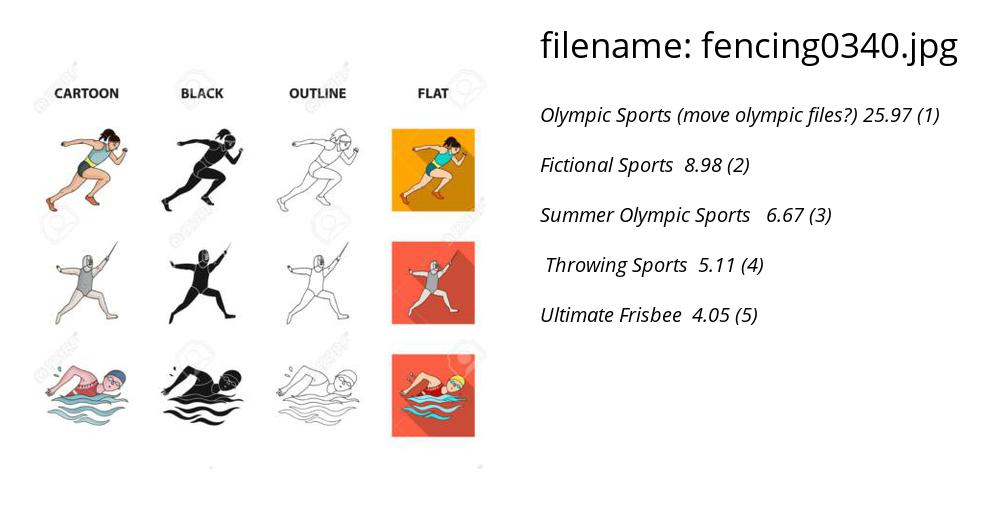 filename: fencing0340.jpg
CARTOON BLACK OUTLINE FLAT
Olympic Sports (move olympic files?) 25.97 (1)
Fictional Sports 8.98 (2)
Summer Olympic Sports 6.67 (3)
Throwing Sports 5.11 (4)
Ultimate Frisbee 4.05 (5)